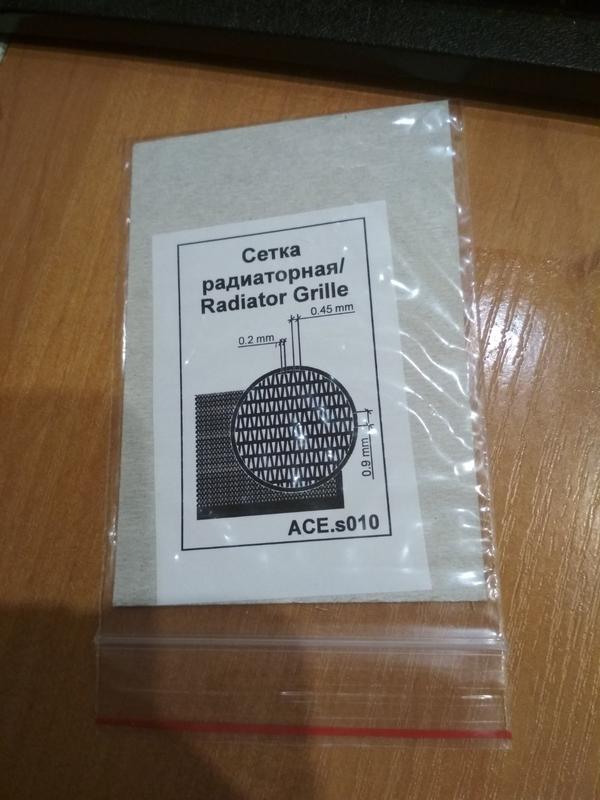 Сетка
радиаторная/
Radiator Grille
0.45 mm
0.2 mm
0.9 mm
ACE.s010